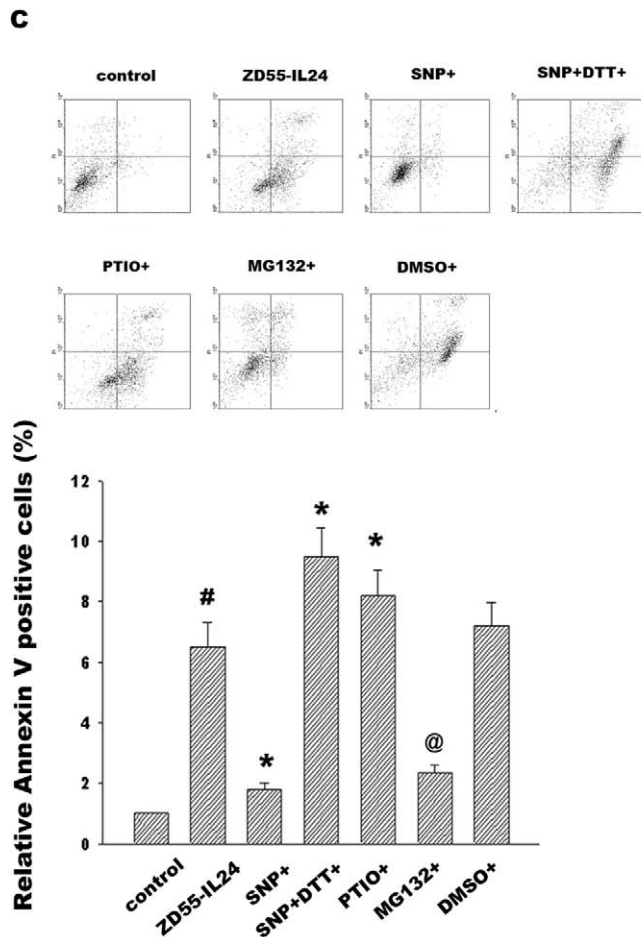 C
control ZD55-IL24 SNP+ SNP+DTT+
PTIO+ MG132+ DMSO+
Relative Annexin V positive cells (%)
12
10
8
6
4
2
0
#
*
*
*
@
control ZD55-IL24 SNP+ SNP+DTT+ PTIO+ MG132+ DMSO+